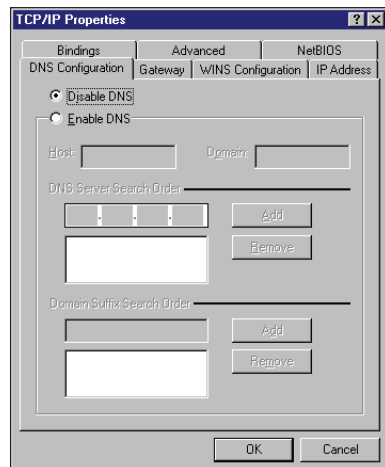 TCP/IP Properties
Bindings Advanced NetBIOS
DNS Configuration Gateway WINS Configuration IP Address
Disable DNS
Enable DNS
Host: Domain:
DNS Server Search Order
. . . Add
Remove
Domain Suffix Search Order
Add
Remove
OK Cancel